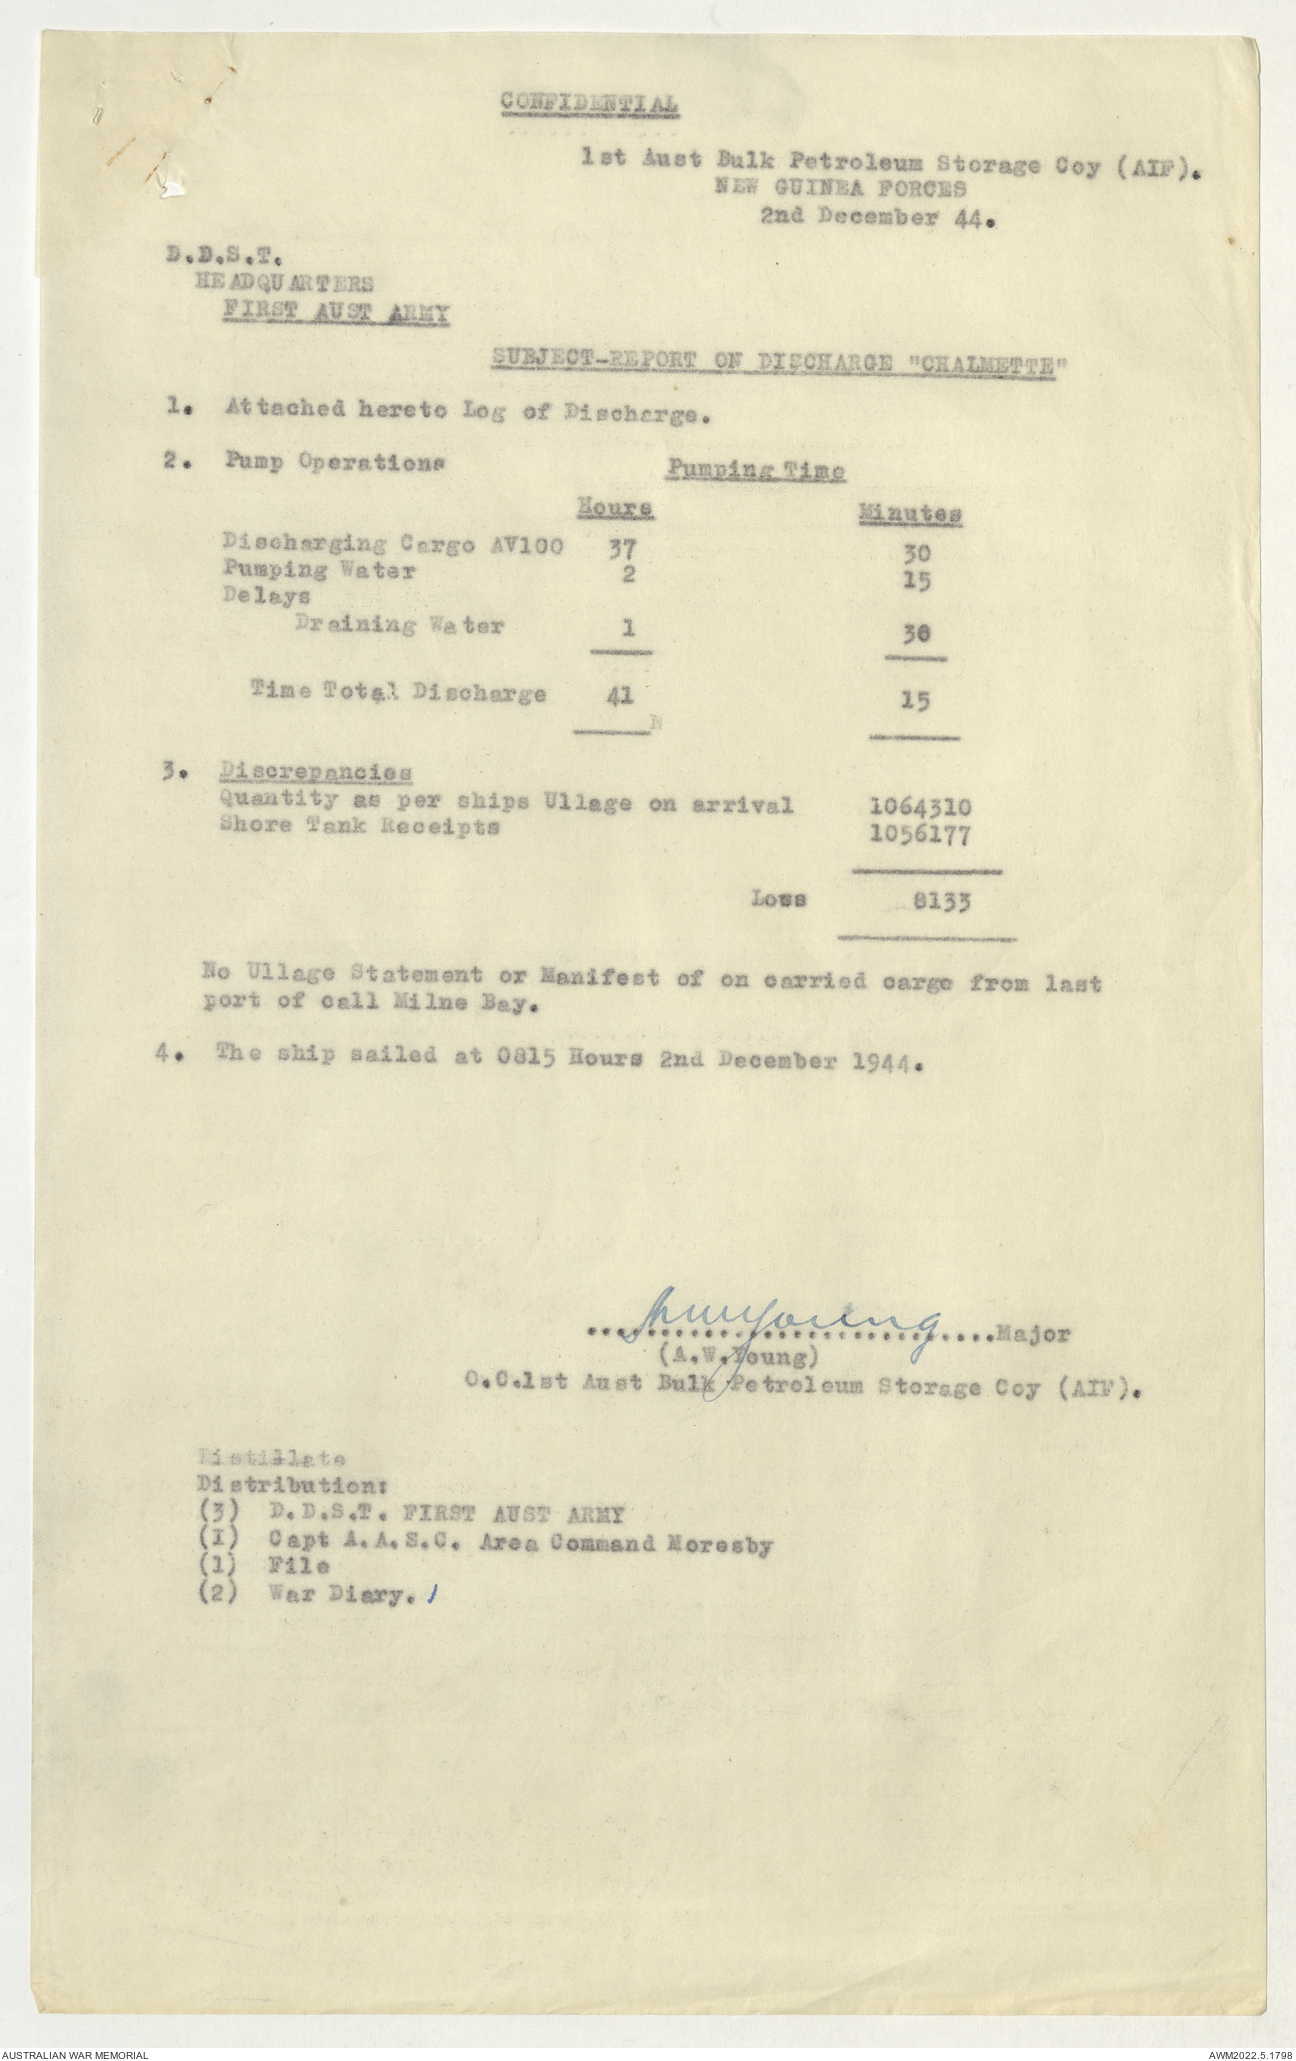 CONFIDENTIAL
1st Aust Bulk Petroleum Storage Coy (AIF).
NEW GUINEA FORCES
2nd December 44.
D.D.S.T.
HEADQUARTERS
FIRST AUST ARMY
SUBJECT-REPORT ON DISCHARGE "CHALMETTE"
1. Attached hereto Log of Discharge.
2. Pump Operations Pumping Time
Hours Minutes
Discharging Cargo AV100 37 30
Pumping Water 2 15
Delays
Draining Water 1 30
Time Total Discharge 41 15
3. Discrepancies
Quantity as per ships Ullage on arrival 1064310
Shore Tank Receipts 1056177
Loss 8133
No Ullage Statement or Manifest of on carried cargo from last
port of call Milne Bay.
4. The ship sailed at 0815 Hours 2nd December 1944.
AWYoung
..............................Major
(A.W.Young)
O.C.1st Aust Bulk Petroleum Storage Coy (AIF).
Distillate
Distribution:
(3) D.D.S.T. FIRST AUST ARMY
(1) Capt A.A.S.C. Area Command Moresby
(1) File
(2) War Diary.
AUSTRALIAN WAR MEMORIAL AWM2022.5.1798